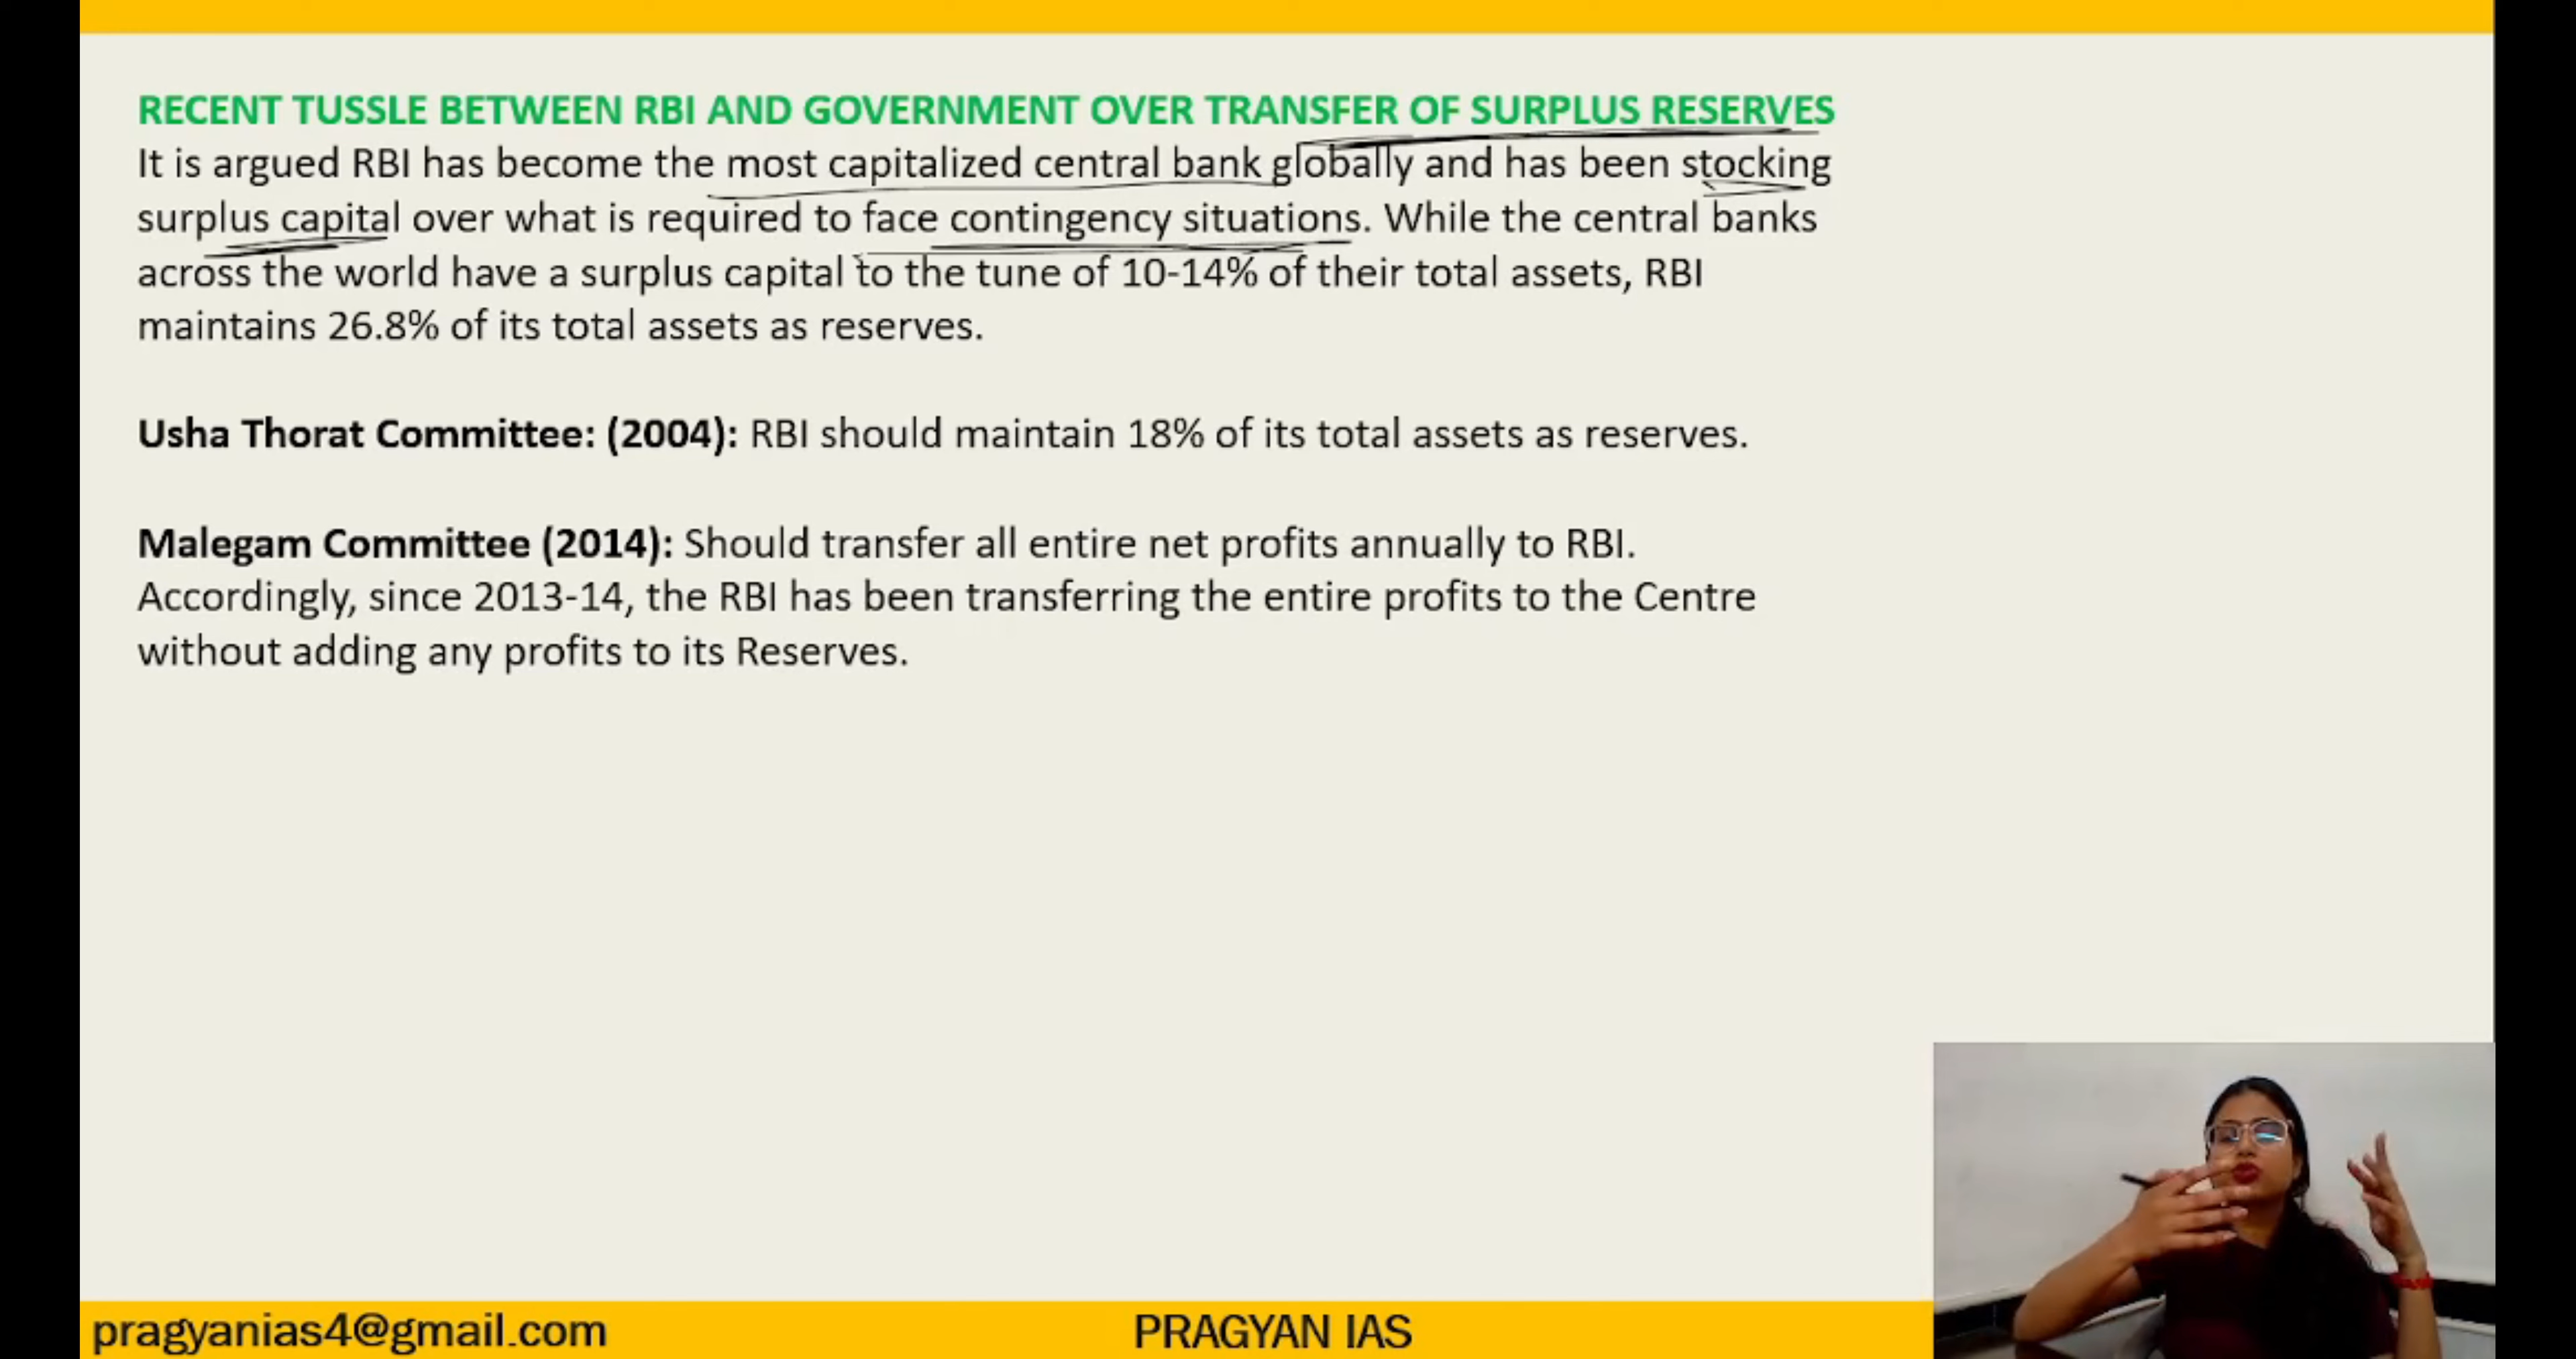 RECENT TUSSLE BETWEEN RBI AND GOVERNMENT OVER TRANSFER OF SURPLUS RESERVES
It is argued RBI has become the most capitalized central bank globally and has been stocking
surplus capital over what is required to face contingency situations. While the central banks
across the world have a surplus capital to the tune of 10-14% of their total assets, RBI
maintains 26.8% of its total assets as reserves.
Usha Thorat Committee: (2004): RBI should maintain 18% of its total assets as reserves.
Malegam Committee (2014): Should transfer all entire net profits annually to RBI.
Accordingly, since 2013-14, the RBI has been transferring the entire profits to the Centre
without adding any profits to its Reserves.
pragyanias4@gmail.com
PRAGYAN IAS